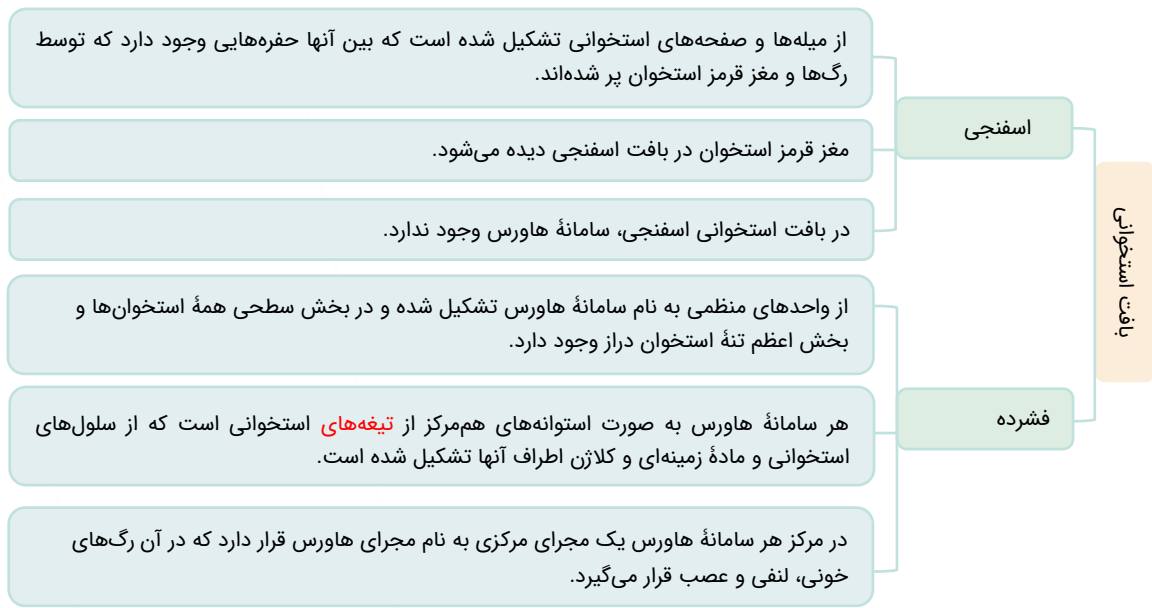 بافت استخوانی
اسفنجی
از میله‌ها و صفحه‌های استخوانی تشکیل شده است که بین آنها حفره‌هایی وجود دارد که توسط
رگ‌ها و مغز قرمز استخوان پر شده‌اند.
مغز قرمز استخوان در بافت اسفنجی دیده می‌شود.
در بافت استخوانی اسفنجی، سامانهٔ هاورس وجود ندارد.
فشرده
از واحدهای منظمی به نام سامانهٔ هاورس تشکیل شده و در بخش سطحی همهٔ استخوان‌ها و
بخش اعظم تنهٔ استخوان دراز وجود دارد.
هر سامانهٔ هاورس به صورت استوانه‌های هم‌مرکز از تیغه‌های استخوانی است که از سلول‌های
استخوانی و مادهٔ زمینه‌ای و کلاژن اطراف آنها تشکیل شده است.
در مرکز هر سامانهٔ هاورس یک مجرای مرکزی به نام مجرای هاورس قرار دارد که در آن رگ‌های
خونی، لنفی و عصب قرار می‌گیرد.